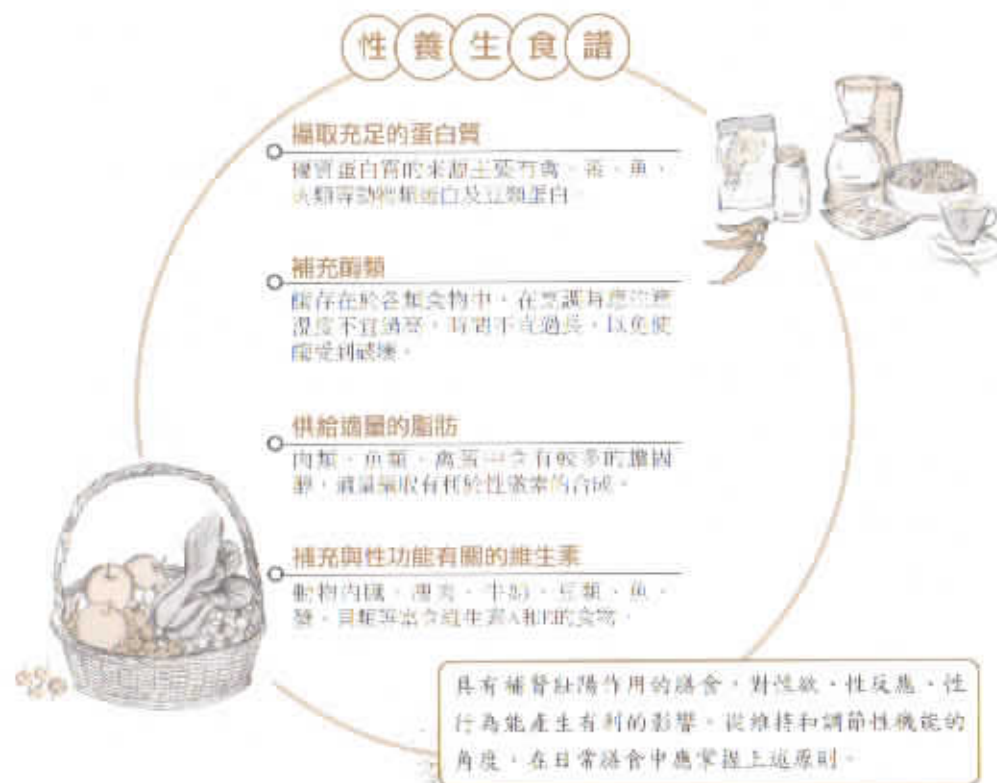 性養生食譜
攝取充足的蛋白質
優質蛋白質的來源主要有禽、蛋、魚、
肉類等動物類蛋白及豆類蛋白。
補充酶類
酶存在於各類食物中，在烹調時應注意
溫度不宜過高，時間不宜過長，以免使
酶受到破壞。
供給適量的脂肪
肉類、魚類、禽蛋中含有較多的膽固
醇，適量攝取有利於性激素的合成。
補充與性功能有關的維生素
動物內臟、瘦肉、牛奶、豆類、魚、
貝類等富含維生素A和E的食物。
具有補腎壯陽作用的膳食，對性欲、性反應、性
行為能產生有利的影響。從維持和調節性機能的
角度，在日常膳食中應掌握上述原則。